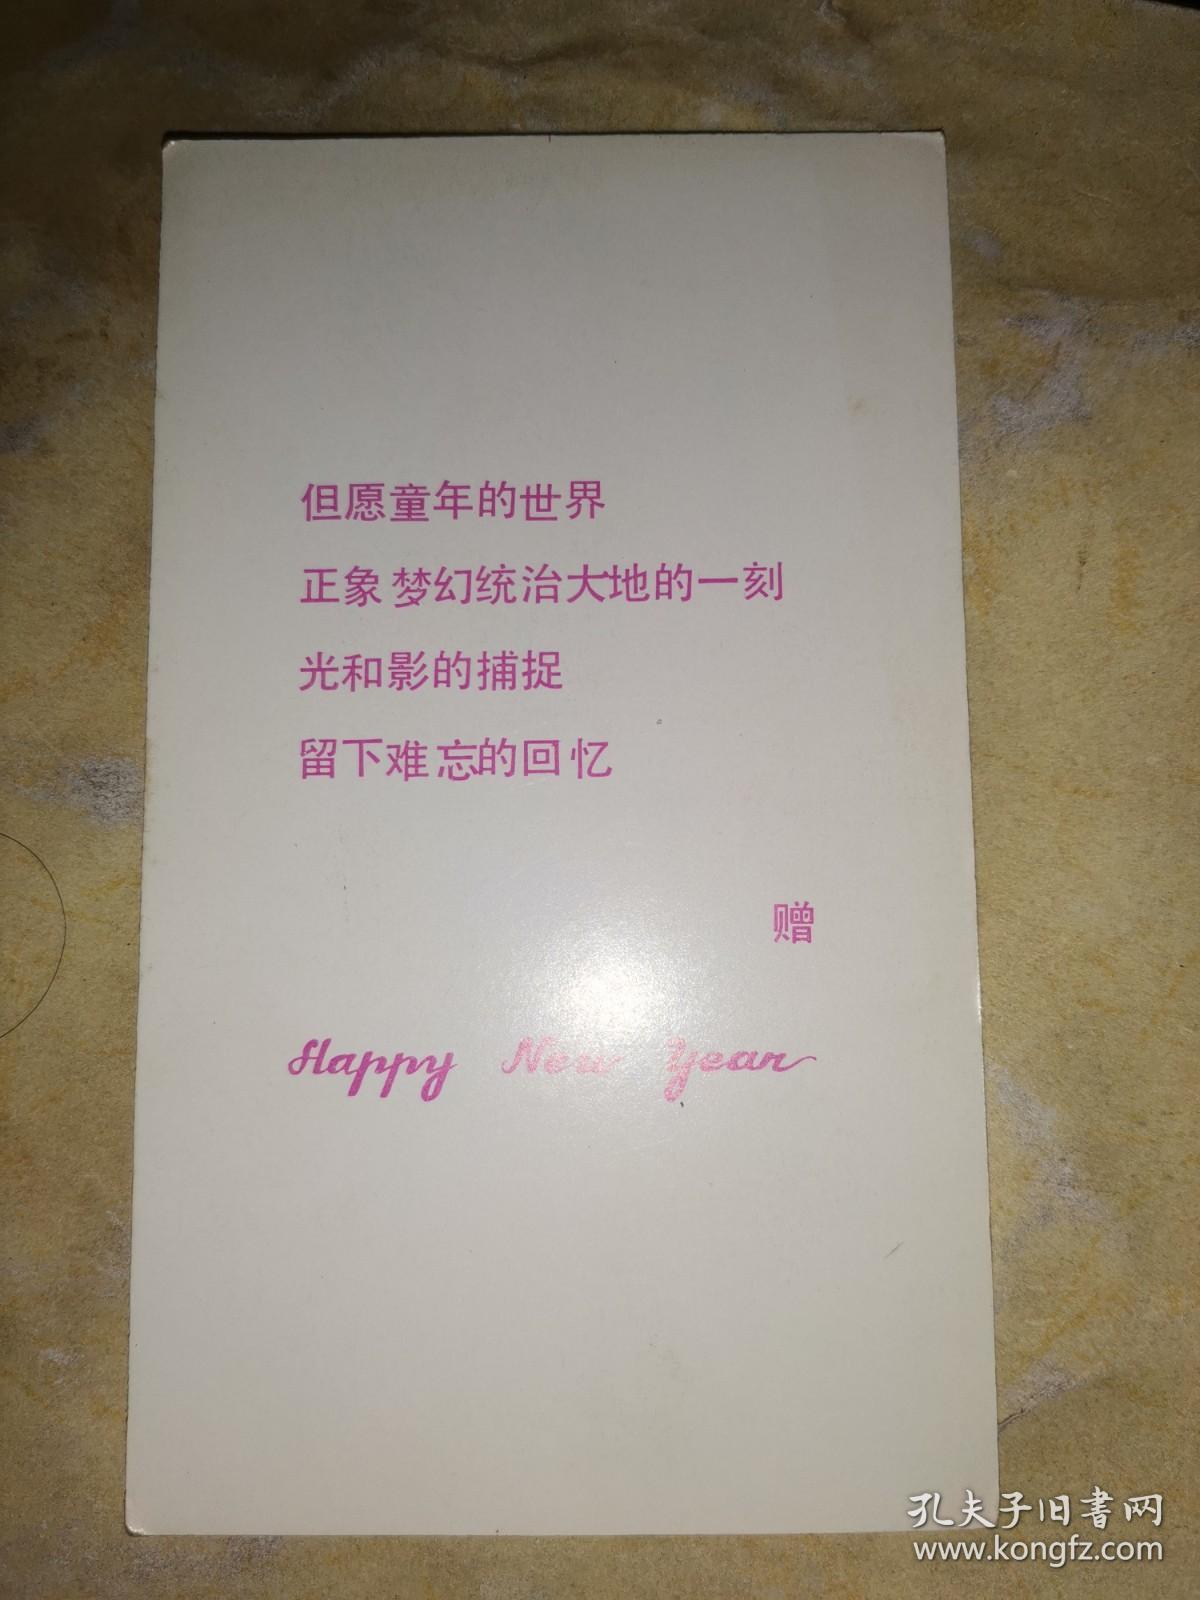 但愿童年的世界
正象梦幻统治大地的一刻
光和影的捕捉
留下难忘的回忆
赠
Happy New Year
孔夫子旧書网
www.kongfz.com